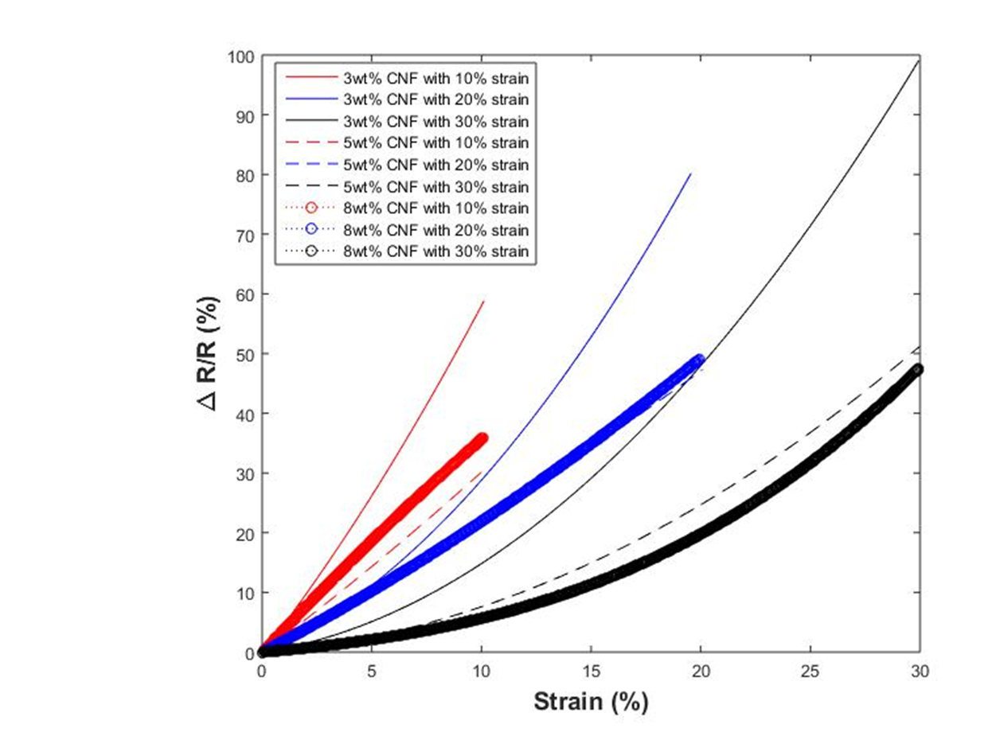 100
90
80
70
60
50
40
30
20
10
0
3wt% CNF with 10% strain
3wt% CNF with 20% strain
3wt% CNF with 30% strain
5wt% CNF with 10% strain
5wt% CNF with 20% strain
5wt% CNF with 30% strain
8wt% CNF with 10% strain
8wt% CNF with 20% strain
8wt% CNF with 30% strain
Δ R/R (%)
0 5 10 15 20 25 30
Strain (%)